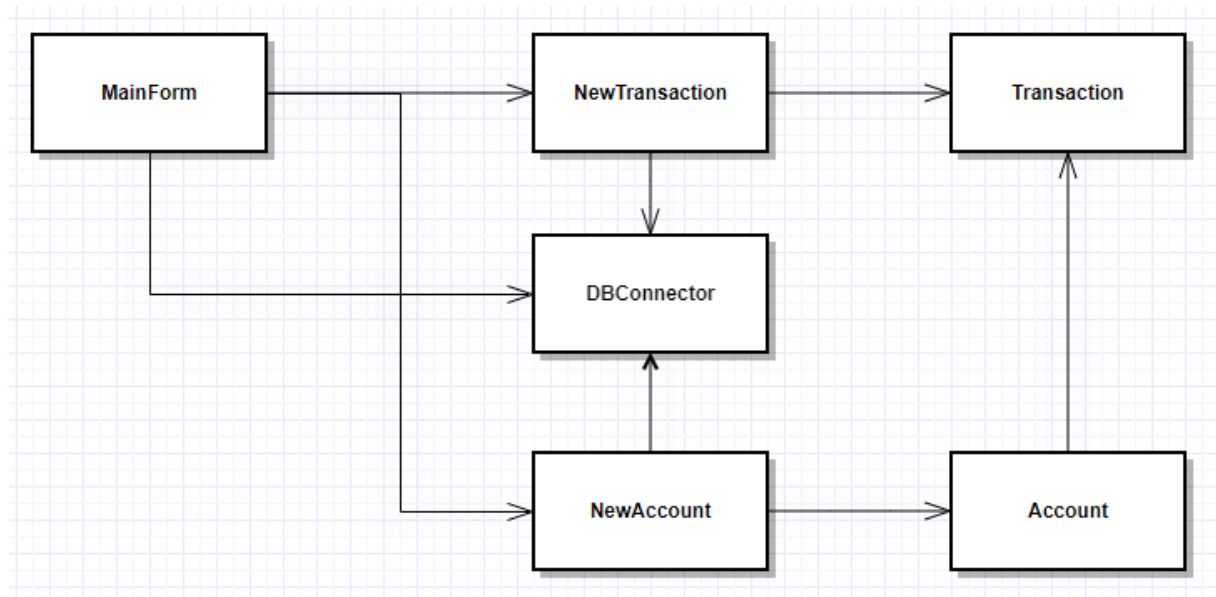 MainForm
NewTransaction
Transaction
DBConnector
NewAccount
Account